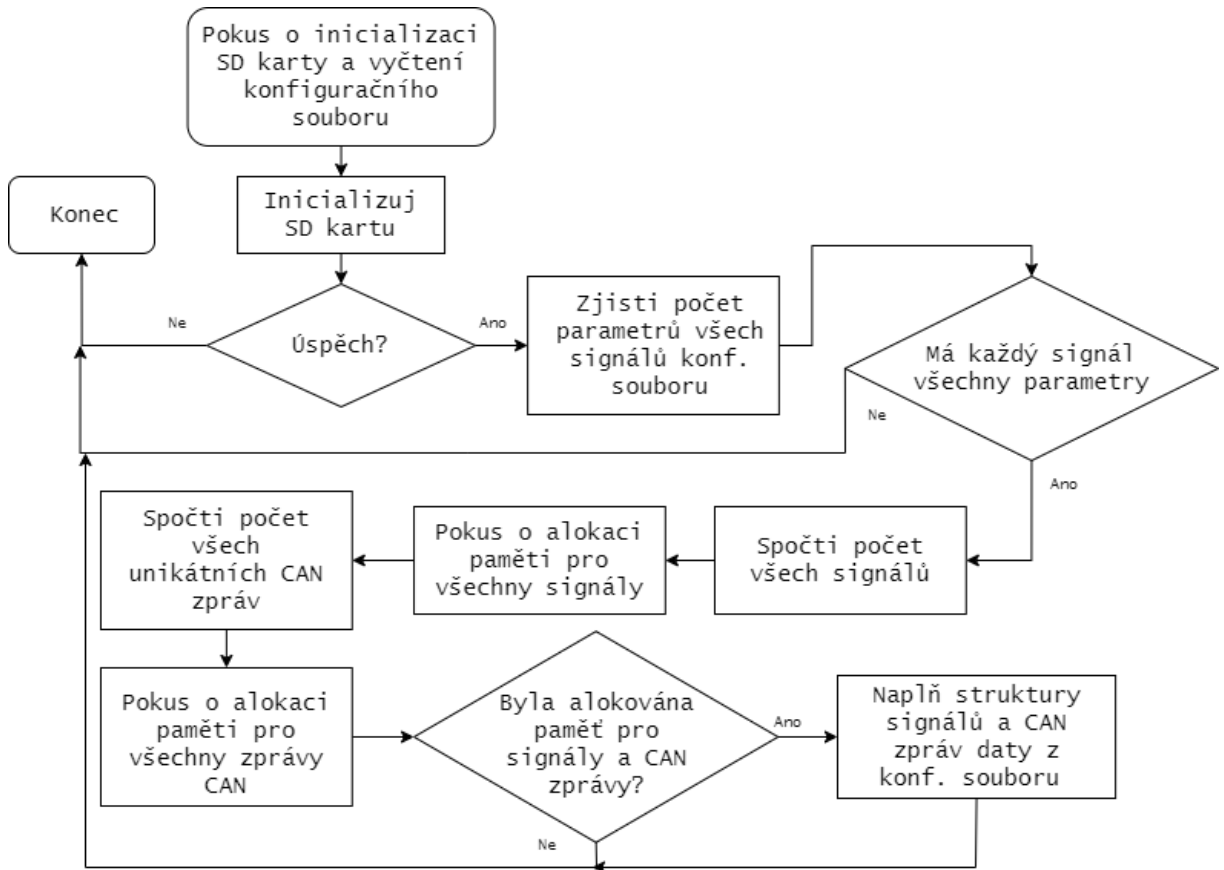 Pokus o inicializaci
SD karty a vyčtení
konfiguračního
souboru
Konec
Inicializuj
SD kartu
Ne
Úspěch?
Ano
Zjisti počet
parametrů všech
signálů konf.
souboru
Má každý signál
všechny parametry
Ne
Ano
Spočti počet
všech signálů
Pokus o alokaci
paměti pro
všechny signály
Spočti počet
všech
unikátních CAN
zpráv
Pokus o alokaci
paměti pro
všechny zprávy
CAN
Byla alokována
paměť pro
signály a CAN
zprávy?
Ano
Ne
Naplň struktury
signálů a CAN
zpráv daty z
konf. souboru